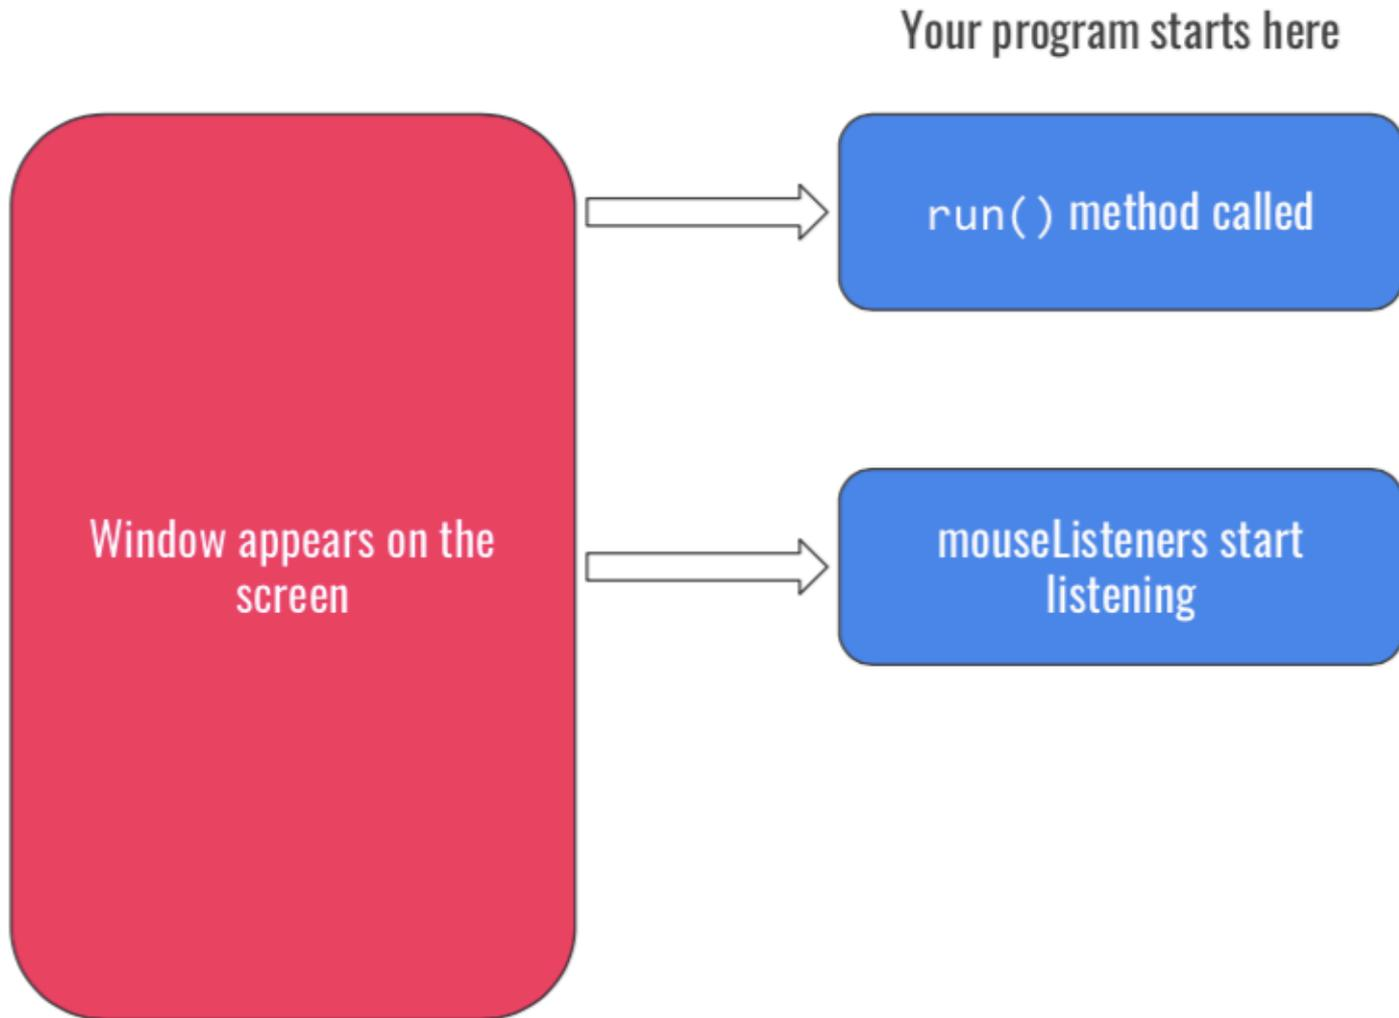 Your program starts here
run() method called
Window appears on the
screen
mouseListeners start
listening